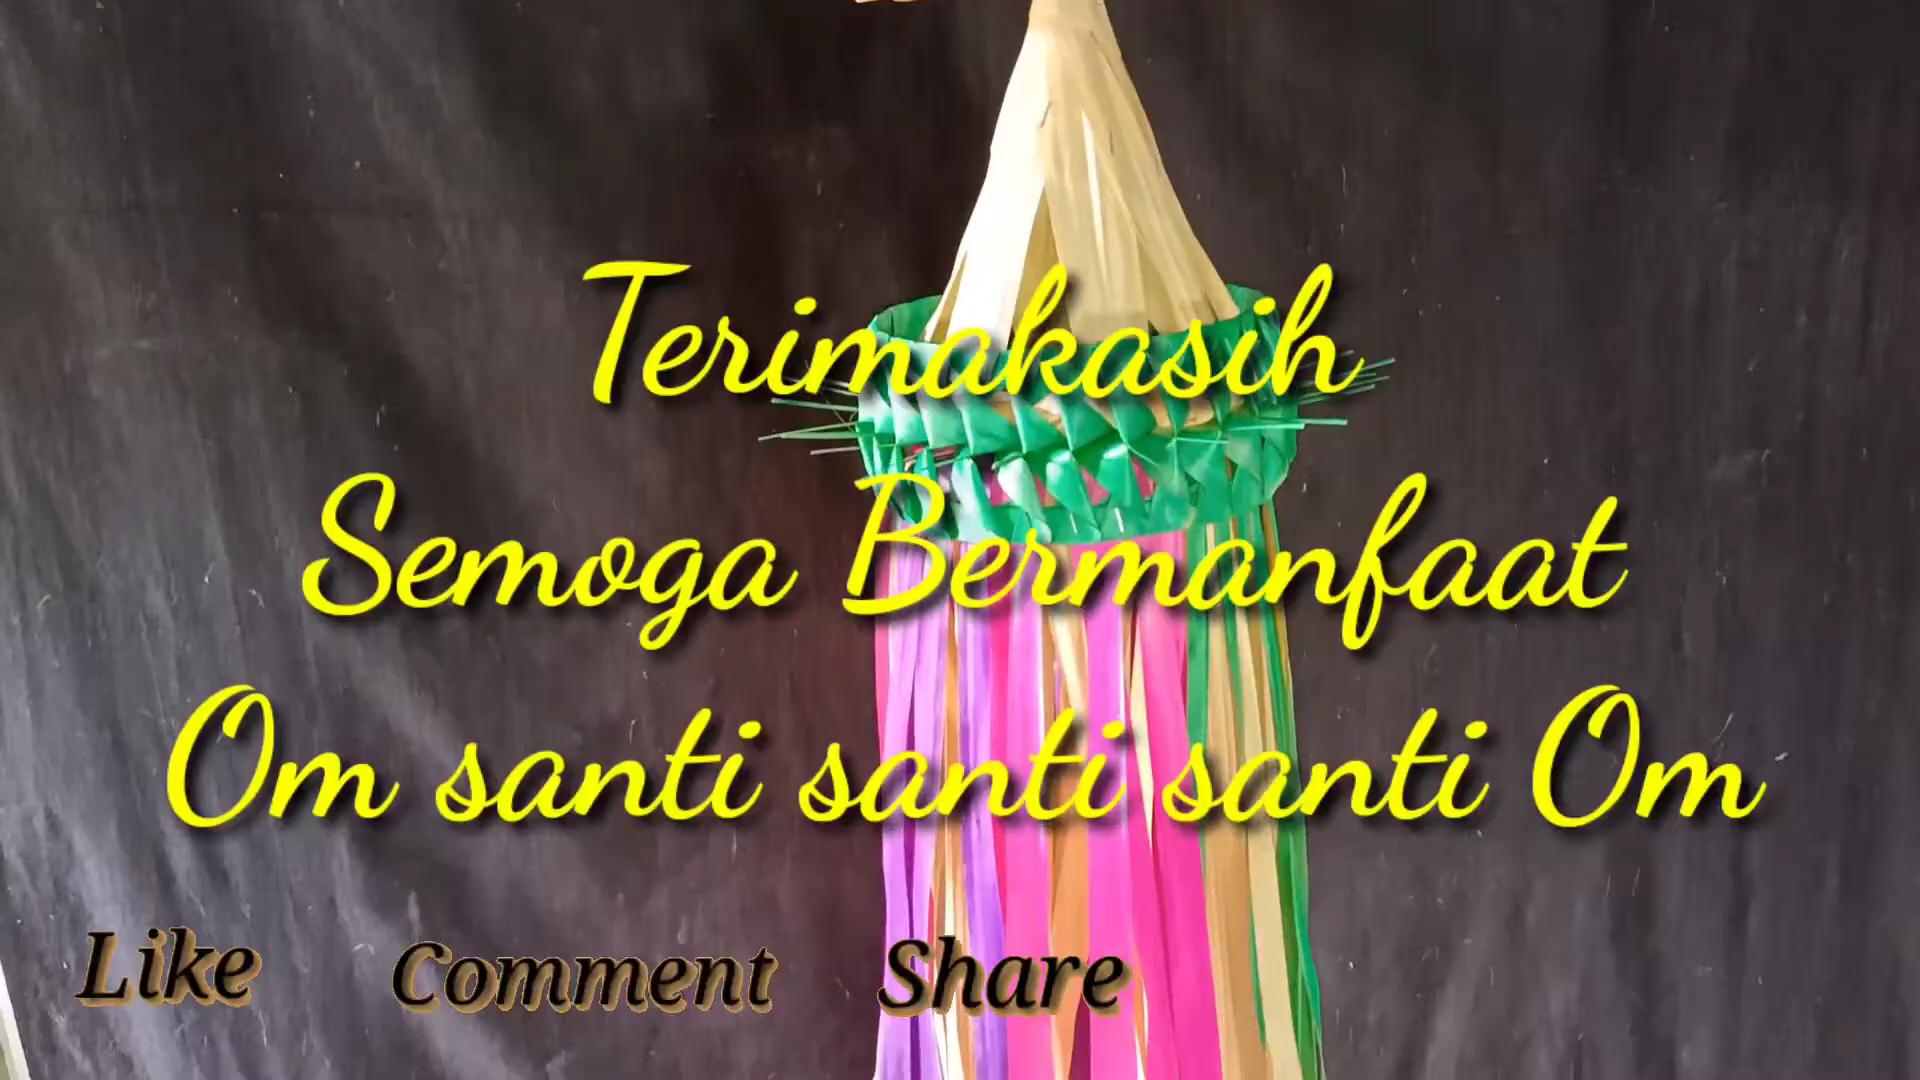 Terimakasih
Semoga Bermanfaat
Om santi santi santi Om
Like Comment Share